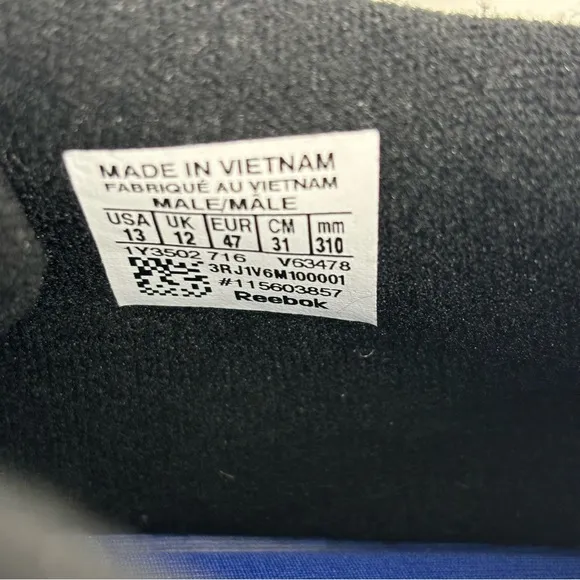 MADE IN VIETNAM
FABRIQUÉ AU VIETNAM
MALE/MÂLE
USA UK EUR CM mm
13 12 47 31 310
1Y3502 716 V63478
3RJ1V6M100001
#115603857
Reebok